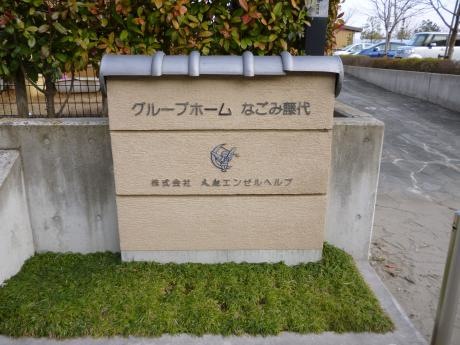 グループホーム なごみ藤代
株式会社 大起エンゼルヘルプ